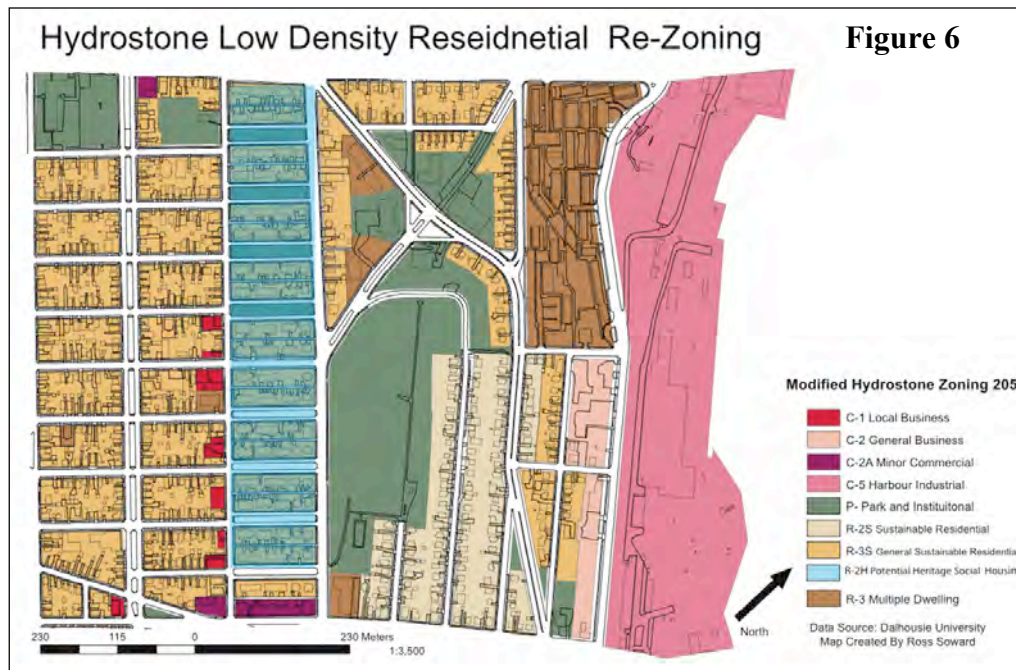 Hydrostone Low Density Reseidnetial Re-Zoning
Figure 6
Modified Hydrostone Zoning 205
C-1 Local Business
C-2 General Business
C-2A Minor Commercial
C-5 Harbour Industrial
P- Park and Instituitonal
R-2S Sustainable Residential
R-3S General Sustainable Residentia
R-2H Potential Heritage Social Housin
R-3 Multiple Dwelling
North
Data Source: Dalhousie University
Map Created By Ross Soward
230 115 0 230 Meters
1:3,500